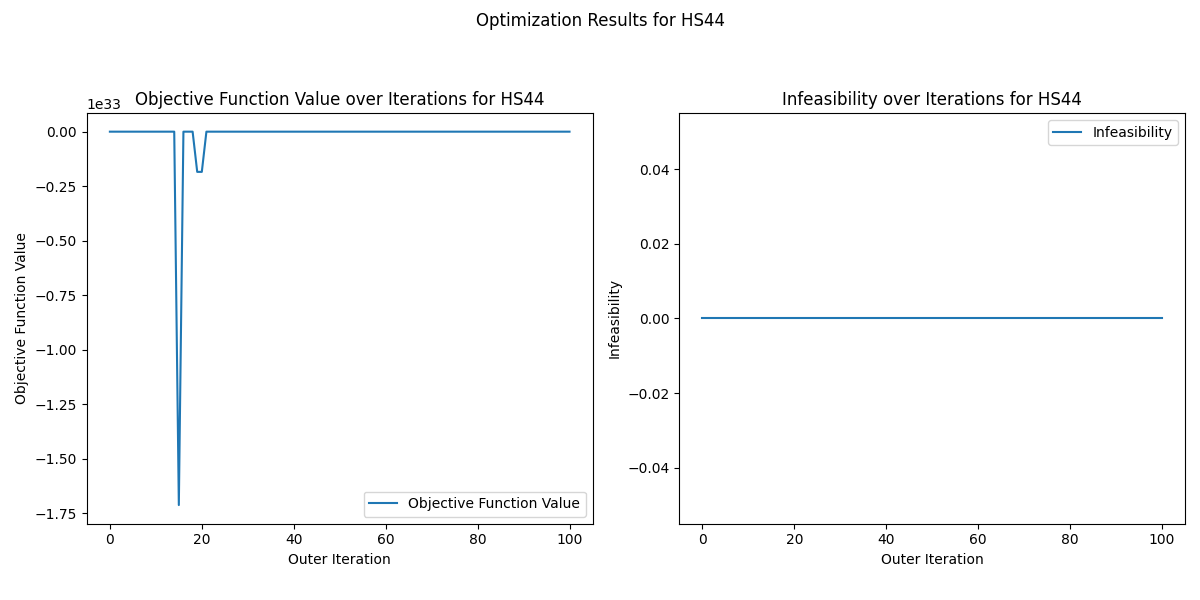 Optimization Results for HS44
Objective Function Value over Iterations for HS44
1e33
0.00
−0.25
−0.50
−0.75
−1.00
−1.25
−1.50
−1.75
Objective Function Value
Objective Function Value
0 20 40 60 80 100
Outer Iteration
Infeasibility over Iterations for HS44
Infeasibility
0.04
0.02
0.00
−0.02
−0.04
Infeasibility
0 20 40 60 80 100
Outer Iteration